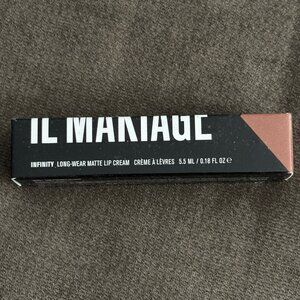 IL MAKIAGE
INFINITY LONG-WEAR MATTE LIP CREAM CRÈME À LÈVRES 5.5 ML / 0.18 FL OZ ℮